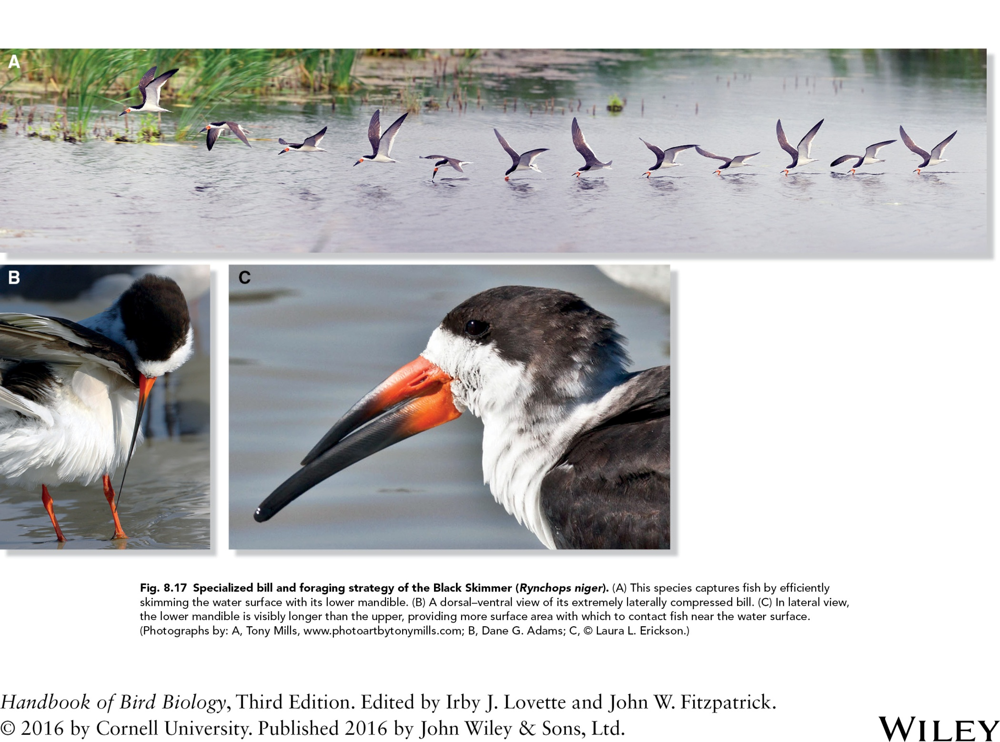 A
B
C
Fig. 8.17 Specialized bill and foraging strategy of the Black Skimmer (Rynchops niger). (A) This species captures fish by efficiently
skimming the water surface with its lower mandible. (B) A dorsal–ventral view of its extremely laterally compressed bill. (C) In lateral view,
the lower mandible is visibly longer than the upper, providing more surface area with which to contact fish near the water surface.
(Photographs by: A, Tony Mills, www.photoartbytonymills.com; B, Dane G. Adams; C, © Laura L. Erickson.)
Handbook of Bird Biology, Third Edition. Edited by Irby J. Lovette and John W. Fitzpatrick.
© 2016 by Cornell University. Published 2016 by John Wiley & Sons, Ltd.
WILEY